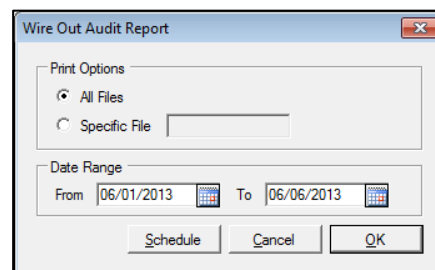 Wire Out Audit Report
Print Options
All Files
Specific File
Date Range
From 06/01/2013 To 06/06/2013
Schedule Cancel OK